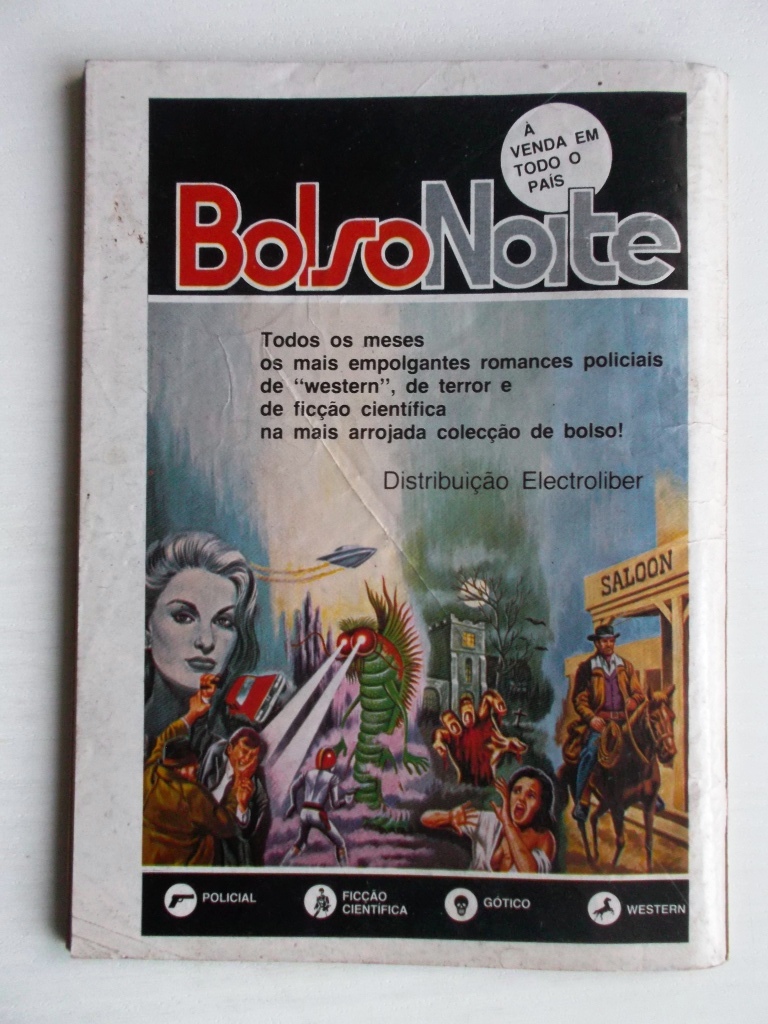 À
VENDA EM
TODO O
PAÍS
BolsoNoite
Todos os meses
os mais empolgantes romances policiais
de “western”, de terror e
de ficção científica
na mais arrojada colecção de bolso!
Distribuição Electroliber
SALOON
POLICIAL
FICÇÃO
CIENTÍFICA
GÓTICO
WESTERN